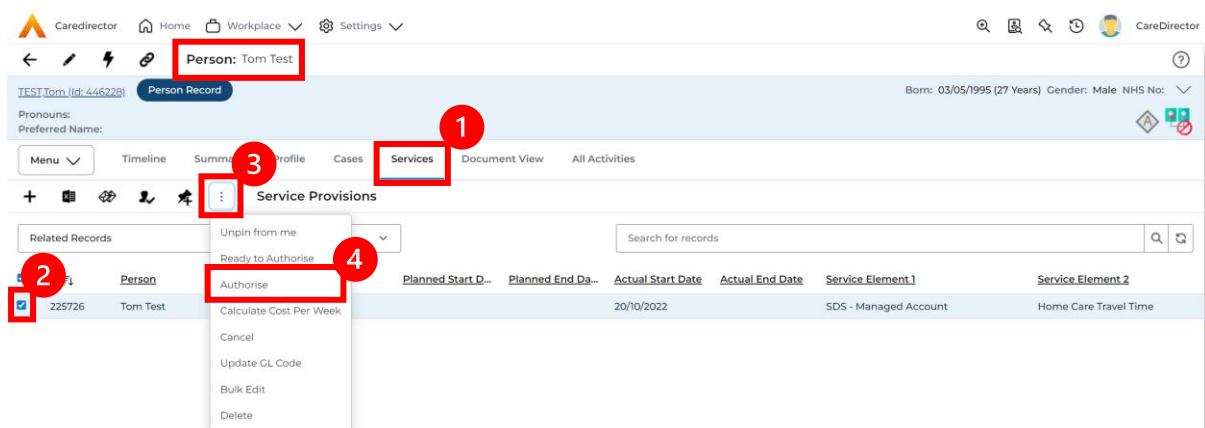 Caredirector Home Workplace Settings CareDirector
Person: Tom Test
TEST,Tom (Id: 446228) Person Record Born: 03/05/1995 (27 Years) Gender: Male NHS No:
Pronouns:
Preferred Name:
1
Menu Timeline Summa Profile Cases Services Document View All Activities
3
Service Provisions
Related Records Unpin from me Search for records
Ready to Authorise 4
2 Person Authorise Planned Start D... Planned End Da... Actual Start Date Actual End Date Service Element 1 Service Element 2
225726 Tom Test Calculate Cost Per Week 20/10/2022 SDS - Managed Account Home Care Travel Time
Cancel
Update GL Code
Bulk Edit
Delete